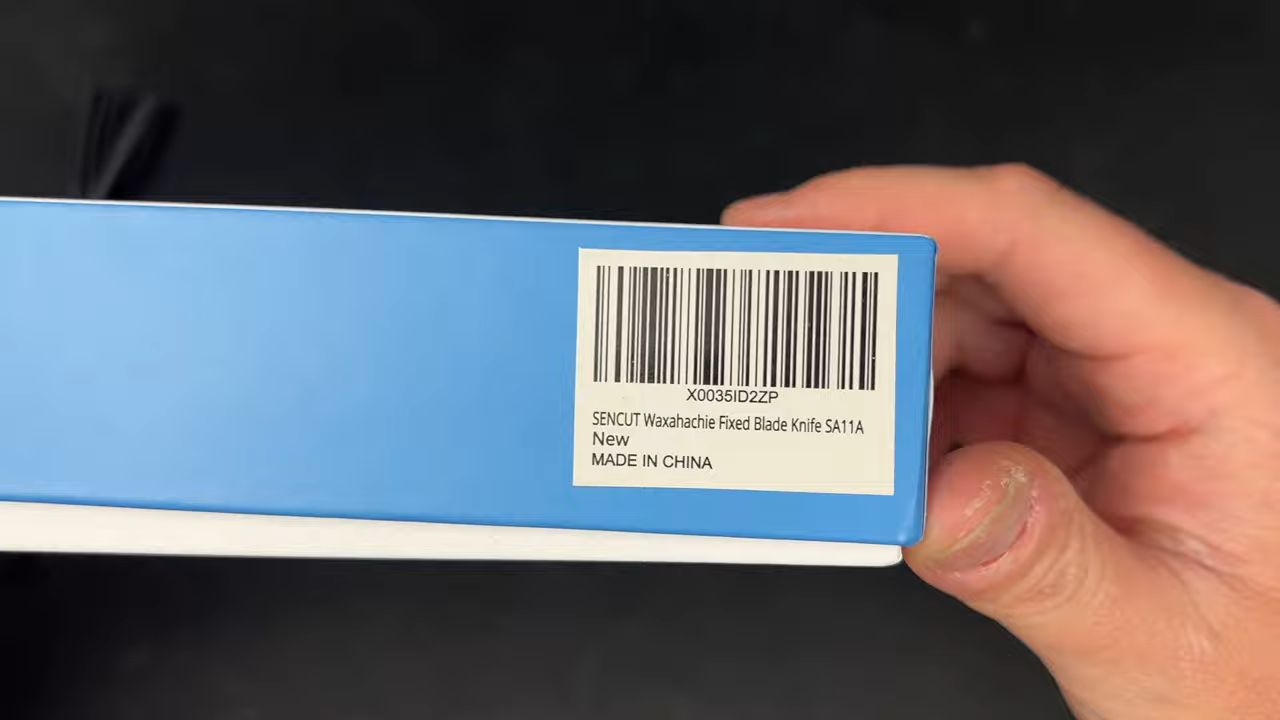 X0035ID2ZP
SENCUT Waxahachie Fixed Blade Knife SA11A
New
MADE IN CHINA